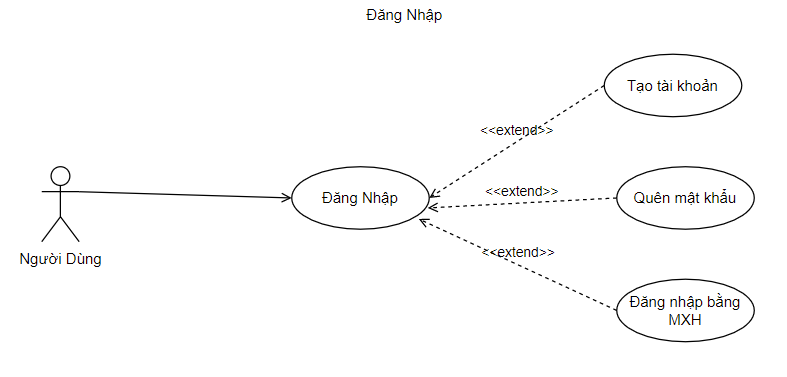 Đăng Nhập
Tạo tài khoản
<<extend>>
<<extend>>
Đăng Nhập
Quên mật khẩu
<<extend>>
Người Dùng
Đăng nhập bằng
MXH